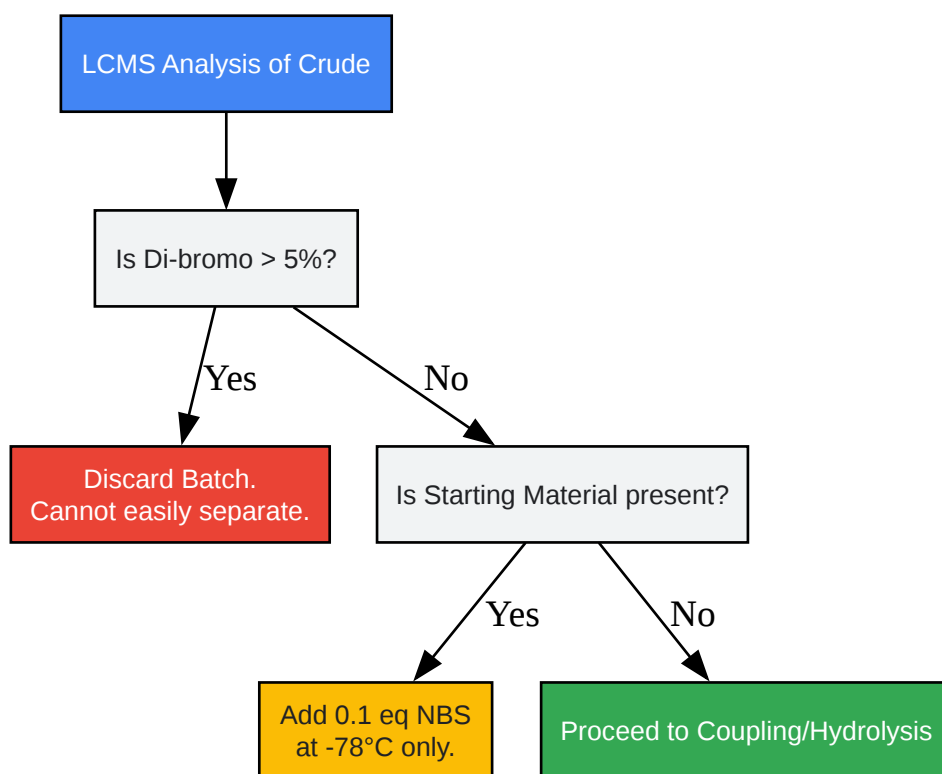 LCMS Analysis of Crude
Is Di-bromo > 5%?
Yes
No
Discard Batch.
Cannot easily separate.
Is Starting Material present?
Yes
No
Add 0.1 eq NBS
at -78°C only.
Proceed to Coupling/Hydrolysis